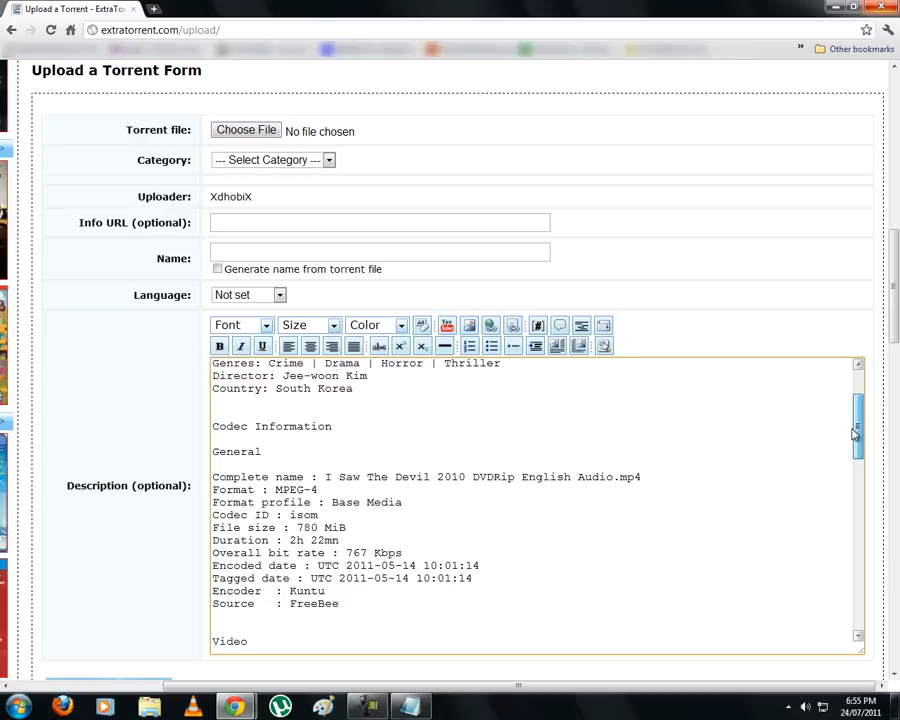 Upload a Torrent - ExtraTor
extratorrent.com/upload/
Other bookmarks
Upload a Torrent Form
Torrent file: Choose File No file chosen
Category: --- Select Category ---
Uploader: XdhobiX
Info URL (optional):
Name:
Generate name from torrent file
Language: Not set
Font Size Color
Genres: Crime | Drama | Horror | Thriller
Director: Jee-woon Kim
Country: South Korea
Codec Information
General
Complete name : I Saw The Devil 2010 DVDRip English Audio.mp4
Description (optional):
Format : MPEG-4
Format profile : Base Media
Codec ID : isom
File size : 780 MiB
Duration : 2h 22mn
Overall bit rate : 767 Kbps
Encoded date : UTC 2011-05-14 10:01:14
Tagged date : UTC 2011-05-14 10:01:14
Encoder : Kuntu
Source : FreeBee
Video
6:55 PM
24/07/2011